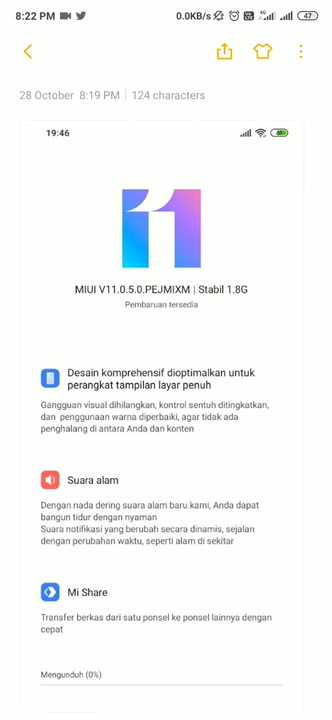 8:22 PM 0.0KB/s 4G 47
28 October 8:19 PM | 124 characters
19:46
11
MIUI V11.0.5.0.PEJMIXM | Stabil 1.8G
Pembaruan tersedia
Desain komprehensif dioptimalkan untuk
perangkat tampilan layar penuh
Gangguan visual dihilangkan, kontrol sentuh ditingkatkan,
dan penggunaan warna diperbaiki, agar tidak ada
penghalang di antara Anda dan konten
Suara alam
Dengan nada dering suara alam baru kami, Anda dapat
bangun tidur dengan nyaman
Suara notifikasi yang berubah secara dinamis, sejalan
dengan perubahan waktu, seperti alam di sekitar
Mi Share
Transfer berkas dari satu ponsel ke ponsel lainnya dengan
cepat
Mengunduh (0%)